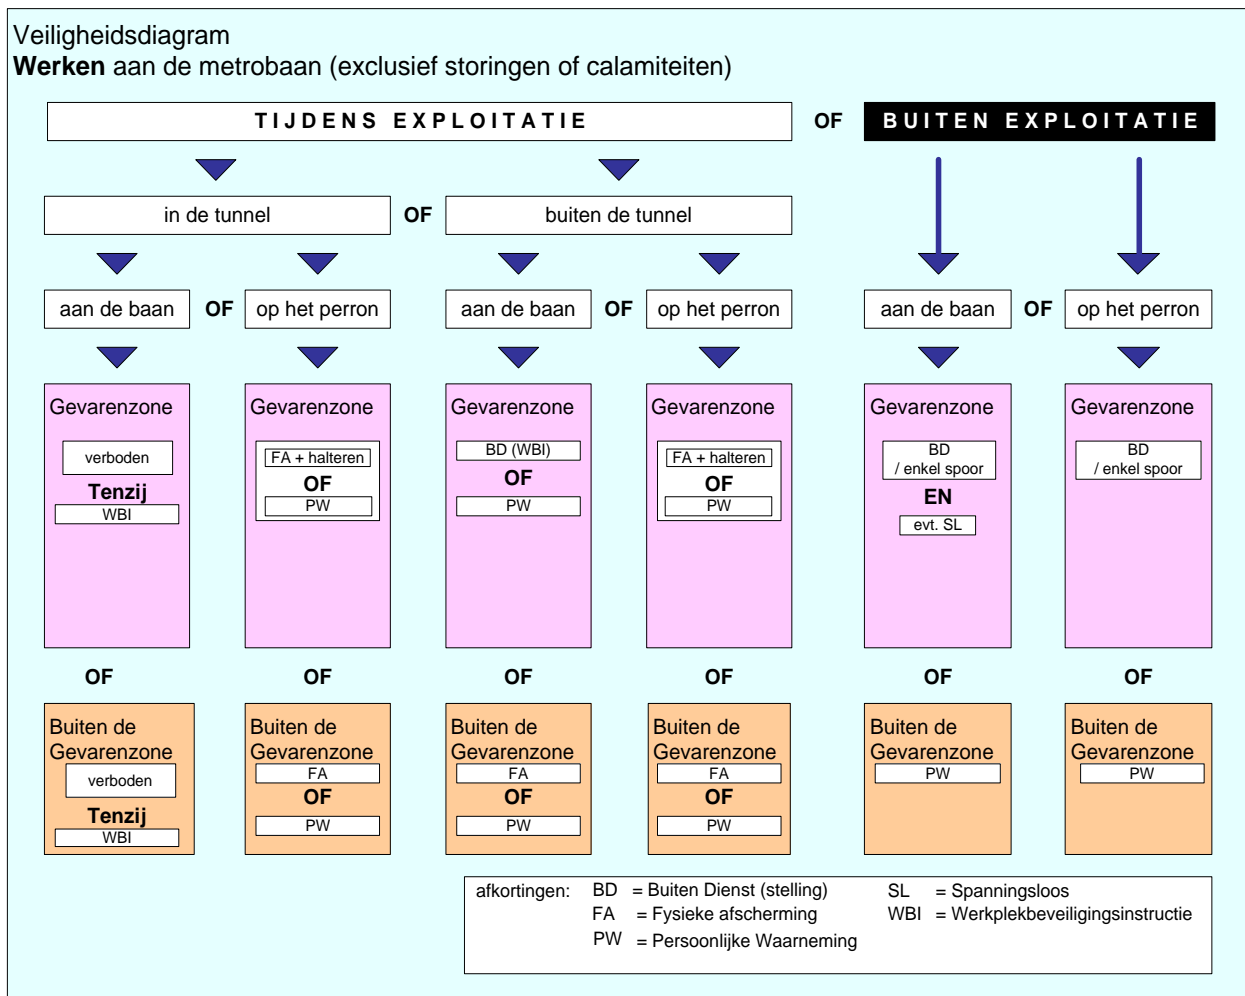 Veiligheidsdiagram
Werken aan de metrobaan (exclusief storingen of calamiteiten)
TIJDENS EXPLOITATIE OF BUITEN EXPLOITATIE
in de tunnel OF buiten de tunnel
aan de baan OF op het perron aan de baan OF op het perron aan de baan OF op het perron
Gevarenzone
verboden
Tenzij
WBI
Gevarenzone
FA + halteren
OF
PW
Gevarenzone
BD (WBI)
OF
PW
Gevarenzone
FA + halteren
OF
PW
Gevarenzone
BD
/ enkel spoor
EN
evt. SL
Gevarenzone
BD
/ enkel spoor
OF OF OF OF OF OF
Buiten de
Gevarenzone
verboden
Tenzij
WBI
Buiten de
Gevarenzone
FA
OF
PW
Buiten de
Gevarenzone
FA
OF
PW
Buiten de
Gevarenzone
FA
OF
PW
Buiten de
Gevarenzone
PW
Buiten de
Gevarenzone
PW
afkortingen: BD = Buiten Dienst (stelling) SL = Spanningsloos
FA = Fysieke afscherming WBI = Werkplekbeveiligingsinstructie
PW = Persoonlijke Waarneming